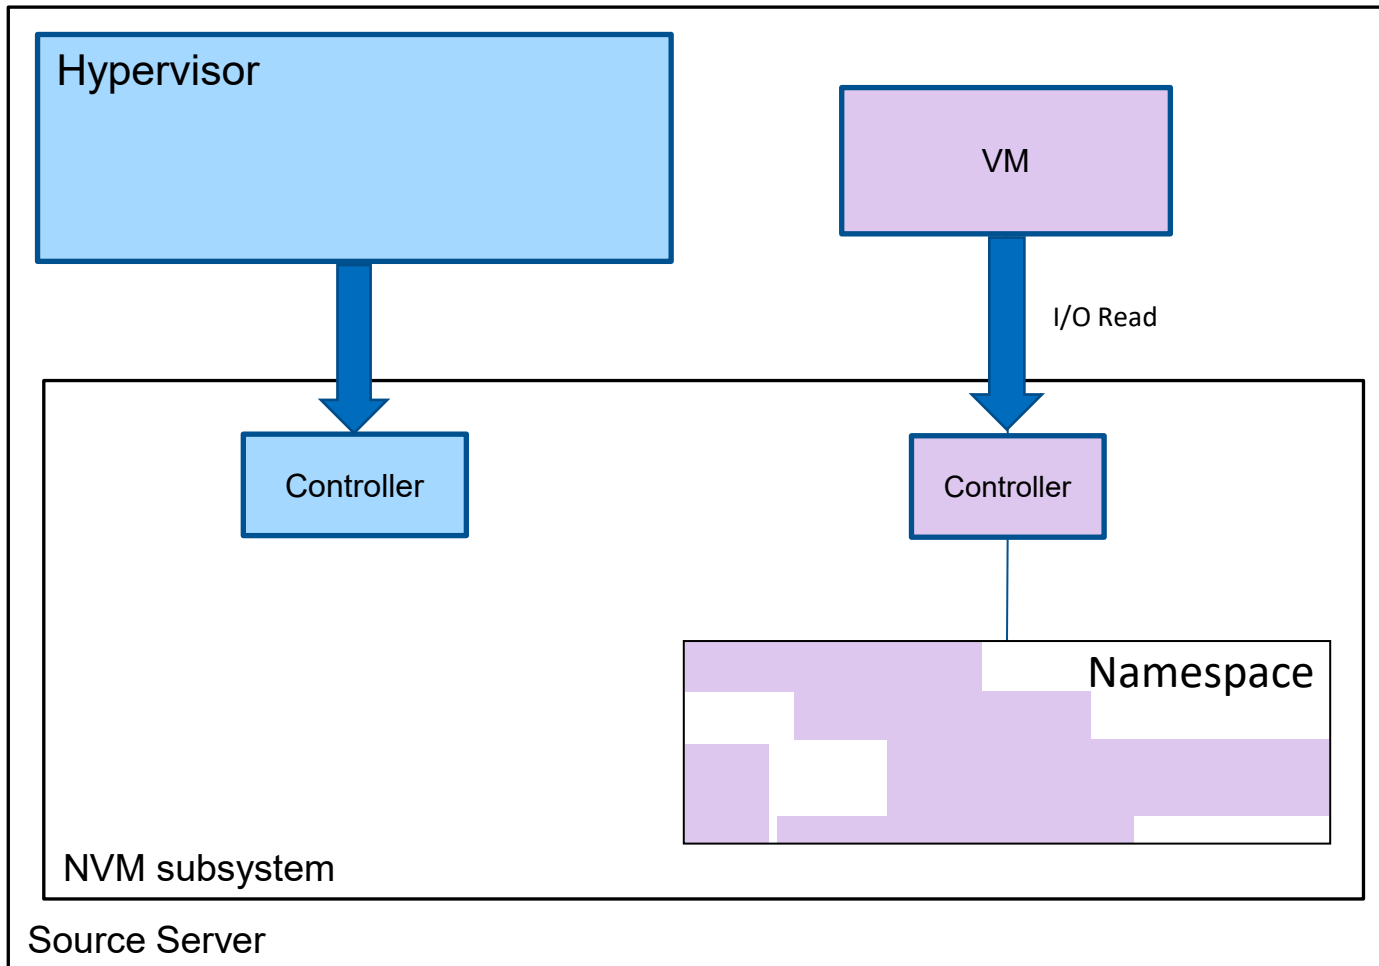 Hypervisor
VM
I/O Read
Controller
Controller
Namespace
NVM subsystem
Source Server